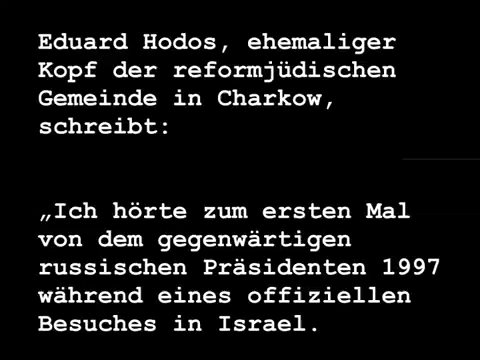 Eduard Hodos, ehemaliger
Kopf der reformjüdischen
Gemeinde in Charkow,
schreibt:
„Ich hörte zum ersten Mal
von dem gegenwärtigen
russischen Präsidenten 1997
während eines offiziellen
Besuches in Israel.